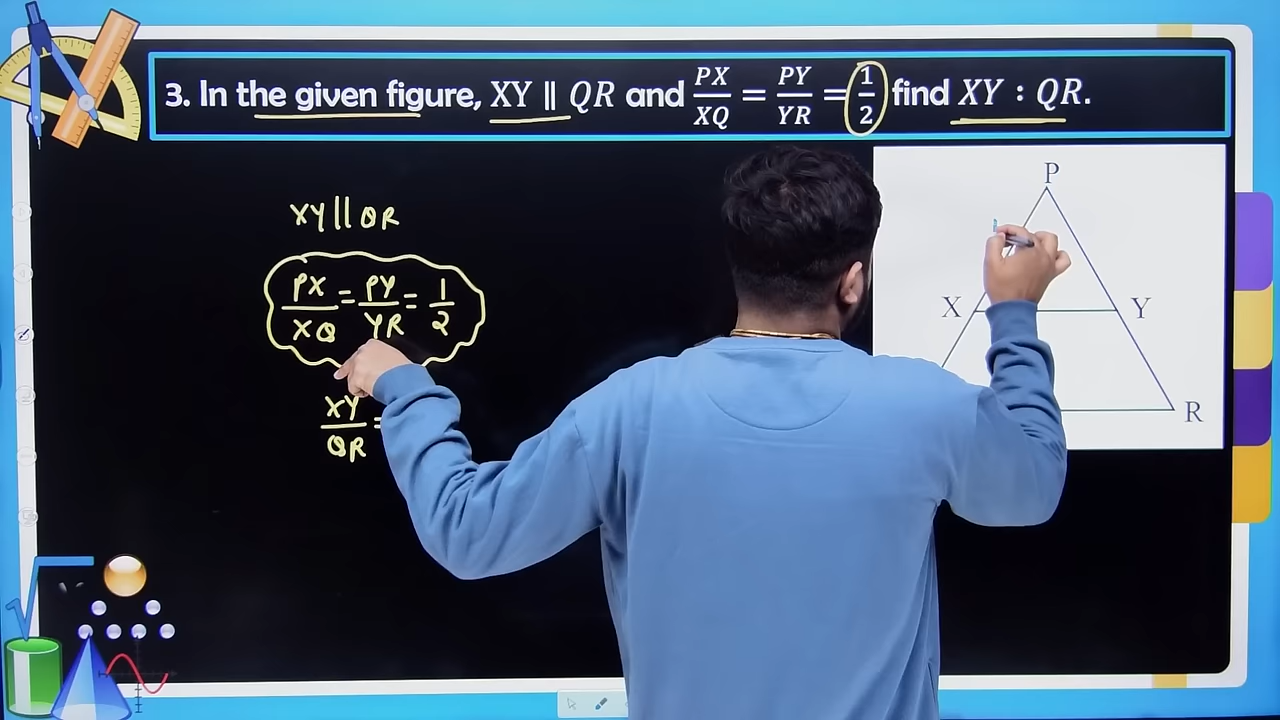 3. In the given figure, XY ∥ QR and PX/XQ = PY/YR = 1/2 find XY : QR.
XY || QR
PX/XQ = PY/YR = 1/2
XY/QR =
P
X Y
R